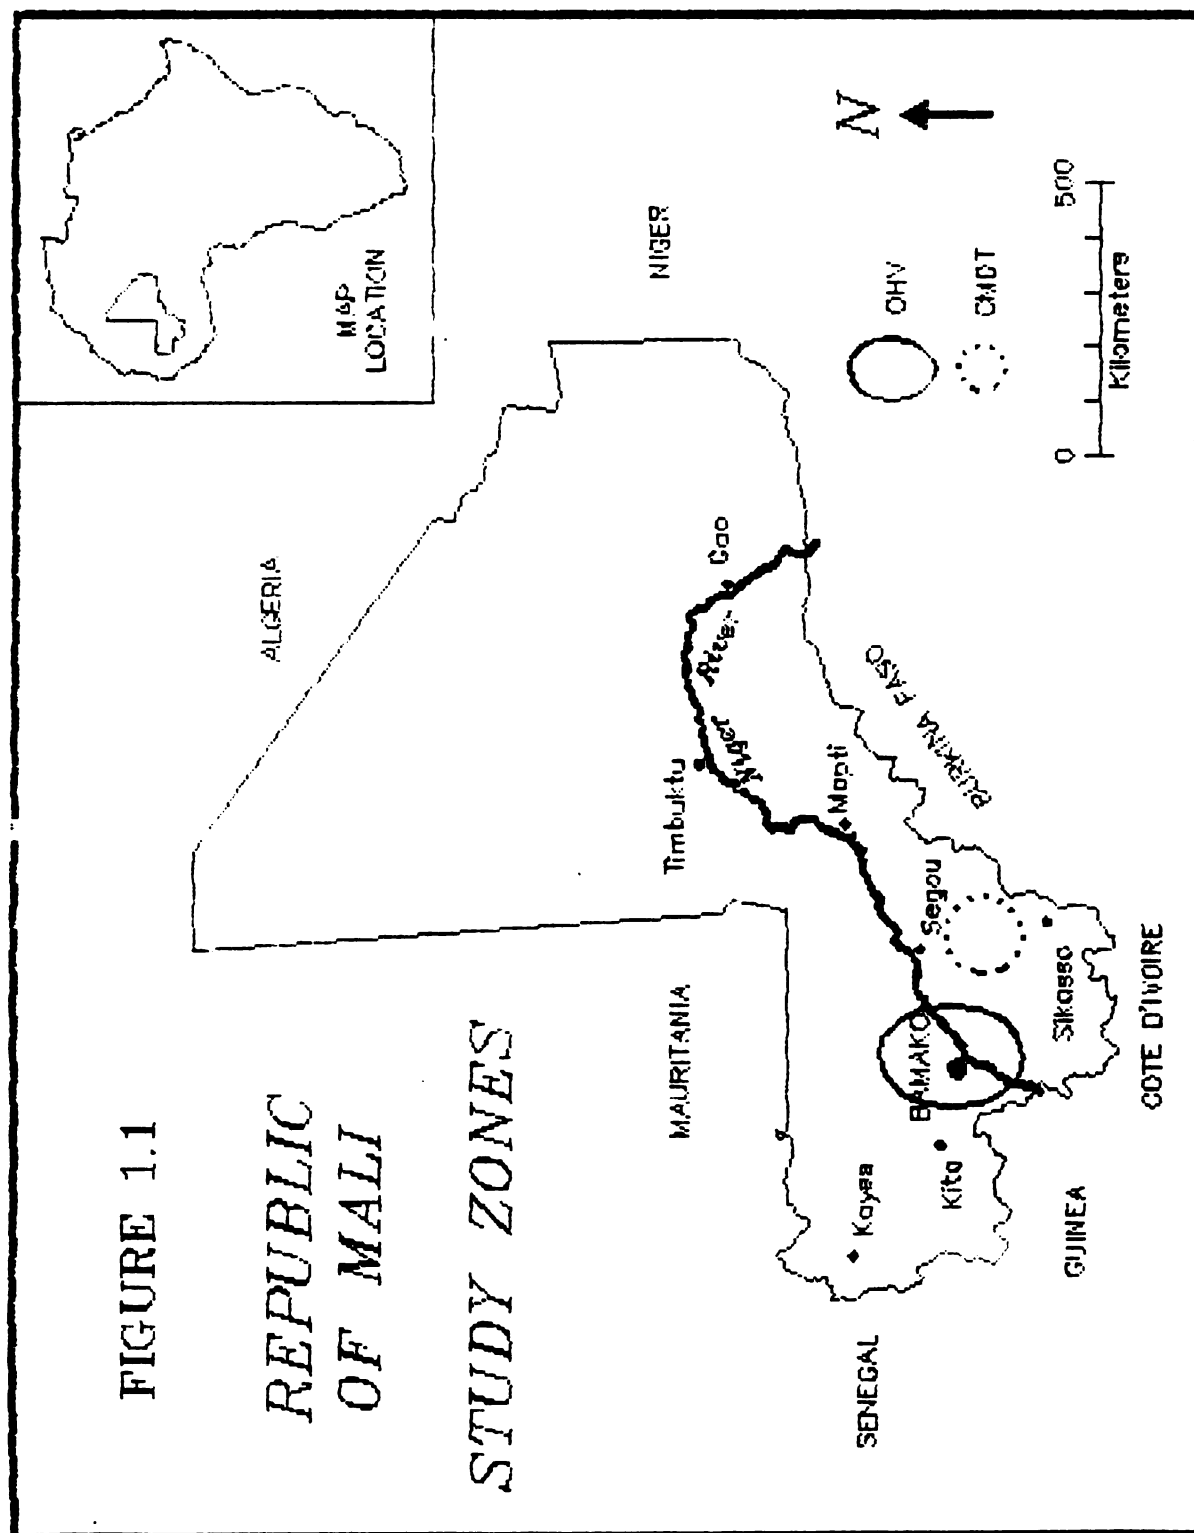 FIGURE 1.1
REPUBLIC
OF MALI
STUDY ZONES
MAP
LOCATION
ALGERIA
MAURITANIA
NIGER
Timbuktu
Niger
River
Gao
Mopti
Segou
BURKINA FASO
BAMAKO
Kayes
Kita
Sikasso
SENEGAL
GUINEA
COTE D'IVOIRE
N
OHV
CMDT
0
500
Kilometers